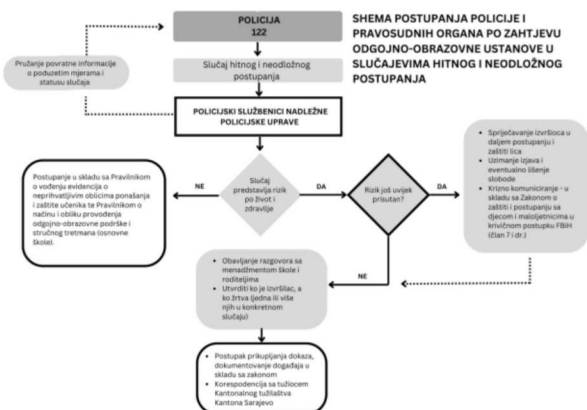 POLICIJA
122
SHEMA POSTUPANJA POLICIJE I
PRAVOSUDNIH ORGANA PO ZAHTJEVU
ODGOJNO-OBRAZOVNE USTANOVE U
SLUČAJEVIMA HITNOG I NEODLOŽNOG
POSTUPANJA
Pružanje povratne informacije
o poduzetim mjerama i
statusu slučaja
Slučaj hitnog i neodložnog
postupanja
POLICIJSKI SLUŽBENICI NADLEŽNE
POLICIJSKE UPRAVE
Postupanje u skladu sa Pravilnikom
o vođenju evidencija o
neprihvatljivim oblicima ponašanja
i zaštite učenika te Pravilnikom o
načinu i obliku provođenja
odgojno-obrazovne podrške i
stručnog tretmana (osnovne
škole).
NE
Slučaj
predstavlja rizik
po život i
zdravlje
DA
Rizik još uvijek
prisutan?
DA
• Spriječavanje izvršioca u
daljem postupanju i
zaštiti lica
• Uzimanje izjava i
eventualno lišenje
slobode
• Krizno komuniciranje - u
skladu sa Zakonom o
zaštiti i postupanju sa
djecom i maloljetnicima u
krivičnom postupku FBiH
(član 7 i dr.)
NE
• Obavljanje razgovora sa
menadžmentom škole i
roditeljima
• Utvrditi ko je izvršilac, a
ko žrtva (jedna ili više
njih u konkretnom
slučaju)
• Postupak prikupljanja dokaza,
dokumentovanje događaja u
skladu sa zakonom
• Korespodencija sa tužiocem
Kantonalnog tužilaštva
Kantona Sarajevo